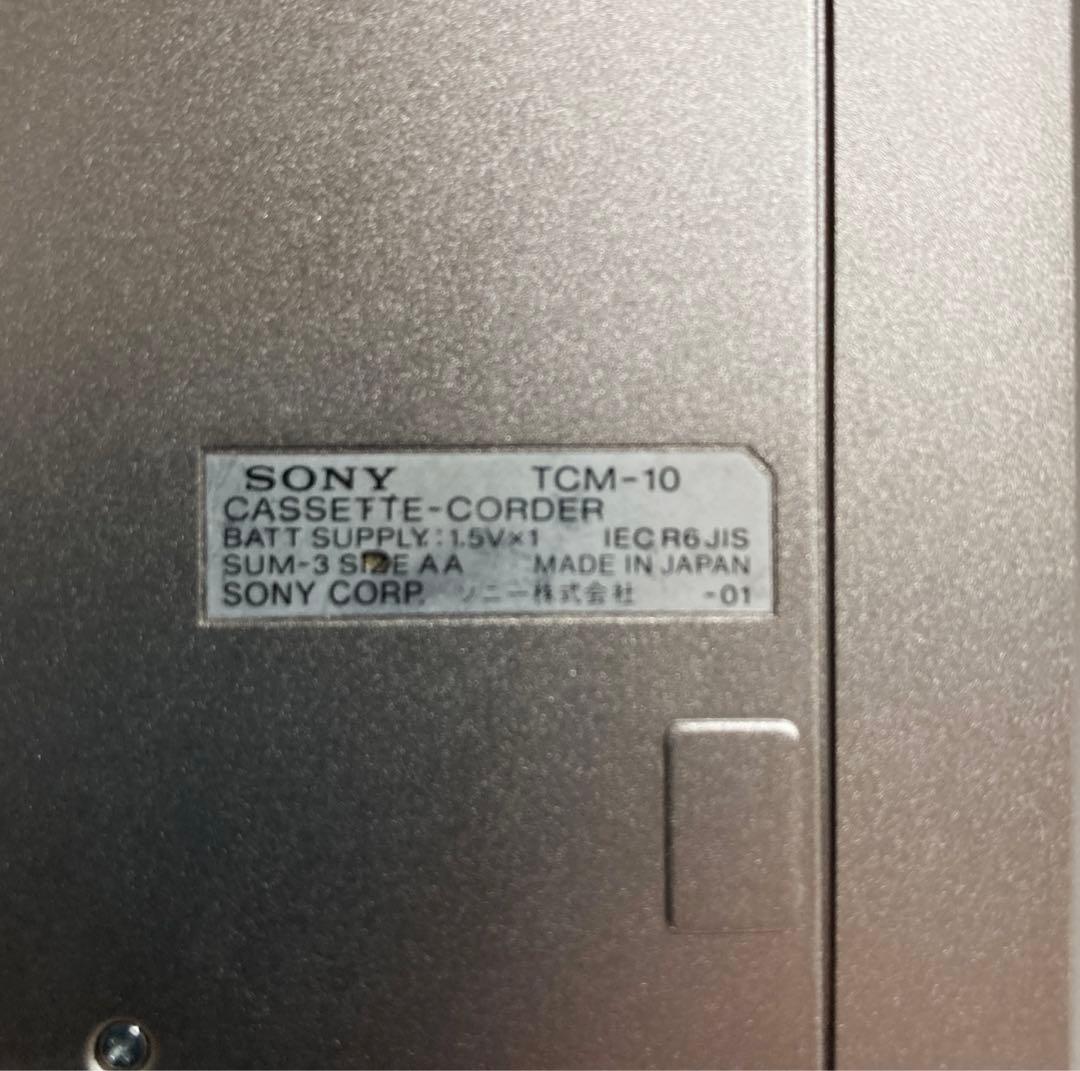 SONY TCM-10
CASSETTE-CORDER
BATT SUPPLY: 1.5V×1 IEC R6 JIS
SUM-3 SIZE AA MADE IN JAPAN
SONY CORP. ソニー株式会社 -01